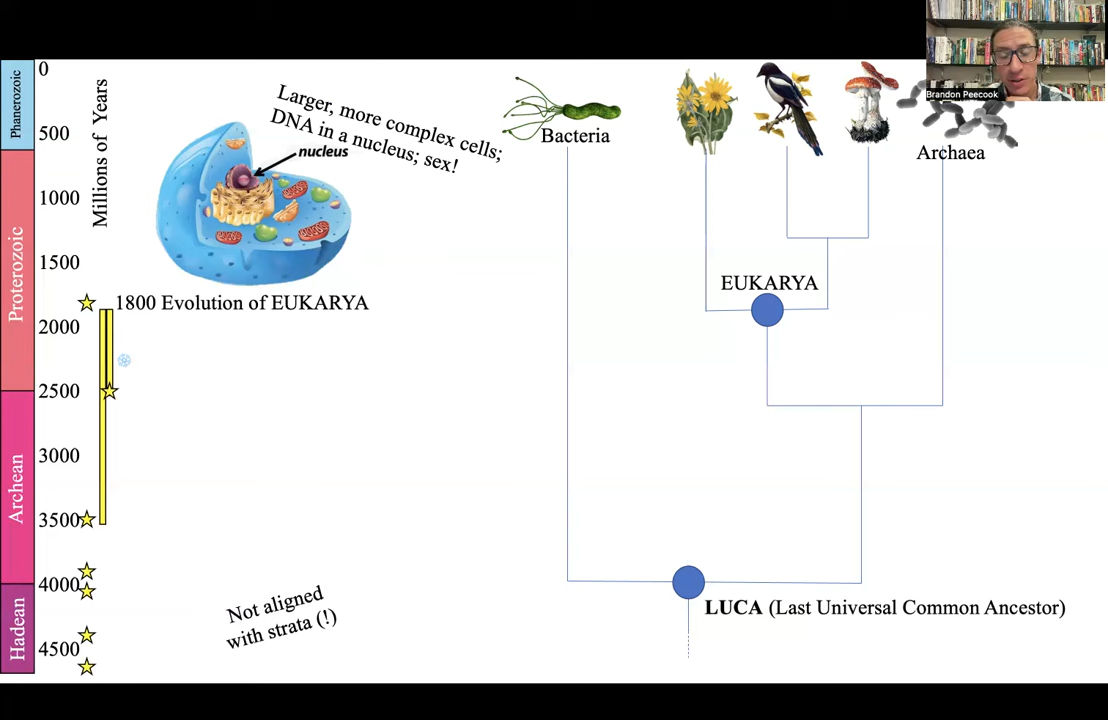 Brandon Peecook
Phanerozoic
Proterozoic
Archean
Hadean
0
500
1000
1500
2000
2500
3000
3500
4000
4500
Millions of Years
Larger, more complex cells;
DNA in a nucleus; sex!
nucleus
1800 Evolution of EUKARYA
Not aligned
with strata (!)
Bacteria
Archaea
EUKARYA
LUCA (Last Universal Common Ancestor)